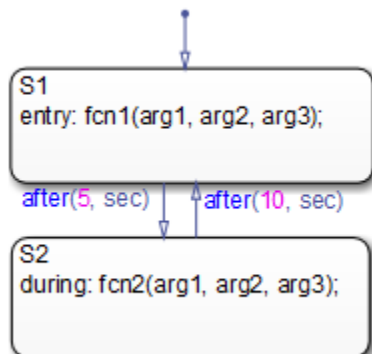 S1
entry: fcn1(arg1, arg2, arg3);
after(5, sec)
after(10, sec)
S2
during: fcn2(arg1, arg2, arg3);